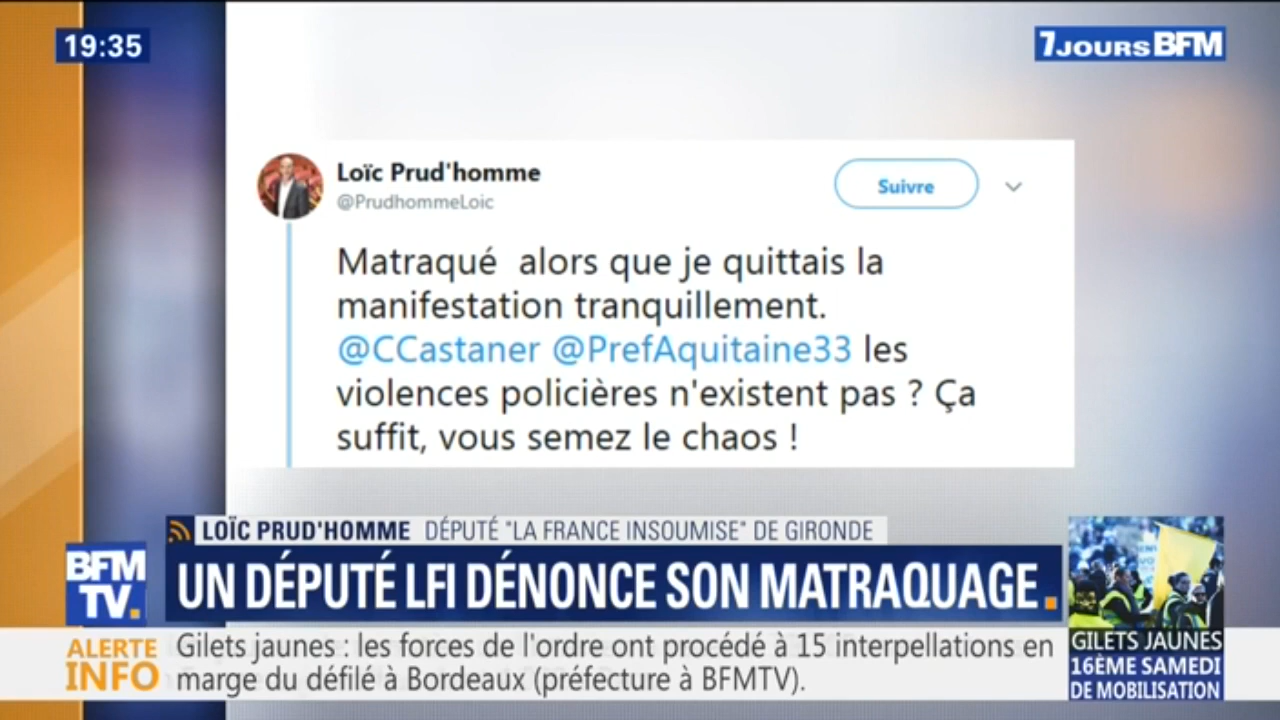 19:35
7JOURSBFM
Loïc Prud'homme
@PrudhommeLoic
Suivre
Matraqué alors que je quittais la
manifestation tranquillement.
@CCastaner @PrefAquitaine33 les
violences policières n'existent pas ? Ça
suffit, vous semez le chaos !
LOÏC PRUD'HOMME DÉPUTÉ "LA FRANCE INSOUMISE" DE GIRONDE
BFM
TV.
UN DÉPUTÉ LFI DÉNONCE SON MATRAQUAGE.
ALERTE
INFO
Gilets jaunes : les forces de l'ordre ont procédé à 15 interpellations en
marge du défilé à Bordeaux (préfecture à BFMTV).
GILETS JAUNES
16ÈME SAMEDI
DE MOBILISATION